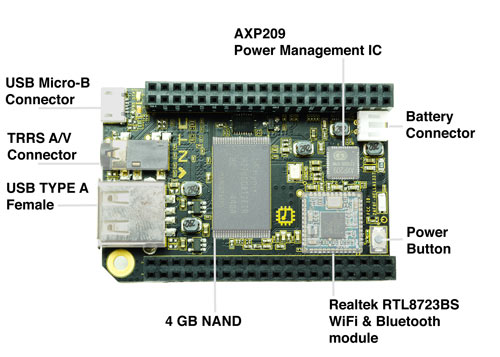 AXP209
Power Management IC
USB Micro-B
Connector
Battery
Connector
TRRS A/V
Connector
USB TYPE A
Female
Power
Button
4 GB NAND
Realtek RTL8723BS
WiFi & Bluetooth
module